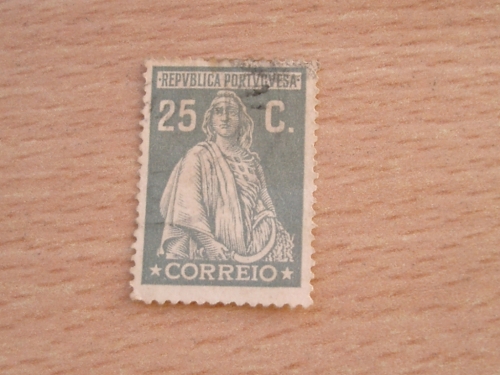 ·REPVBLICA PORTVGVESA·
25 C.
CORREIO